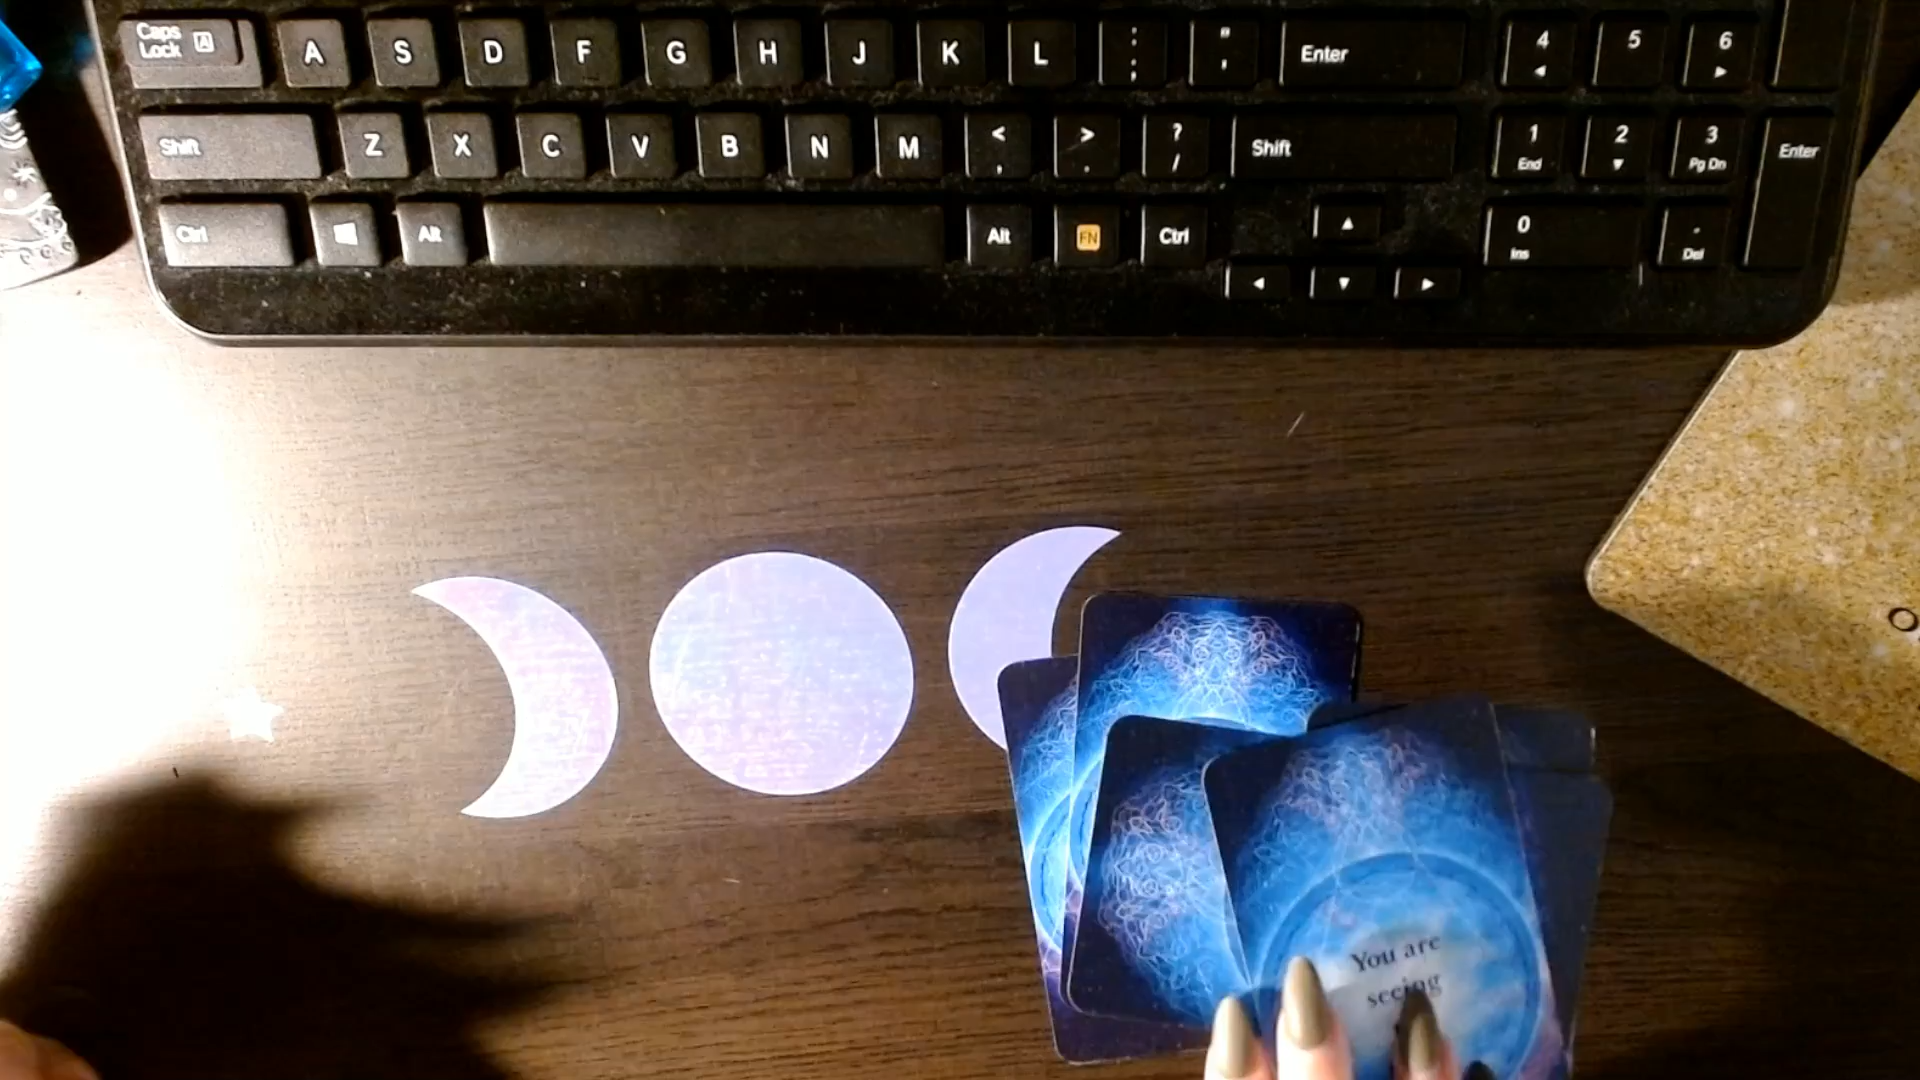 Caps
Lock A
A S D F G H J K L : ; " ' Enter 4 5 6
Shift Z X C V B N M < , > . ? / Shift 1 End 2 3 Pg Dn Enter
Ctrl Alt Alt FN Ctrl 0 Ins . Del
O
You are
seeing